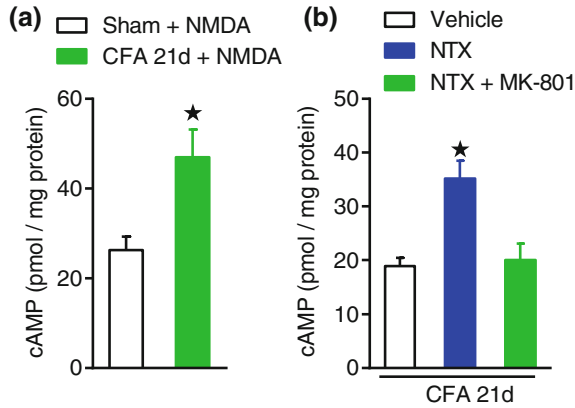 (a)
Sham + NMDA
CFA 21d + NMDA
cAMP (pmol / mg protein)
60
40
20
0
★
(b)
Vehicle
NTX
NTX + MK-801
cAMP (pmol / mg protein)
50
40
30
20
10
0
★
CFA 21d